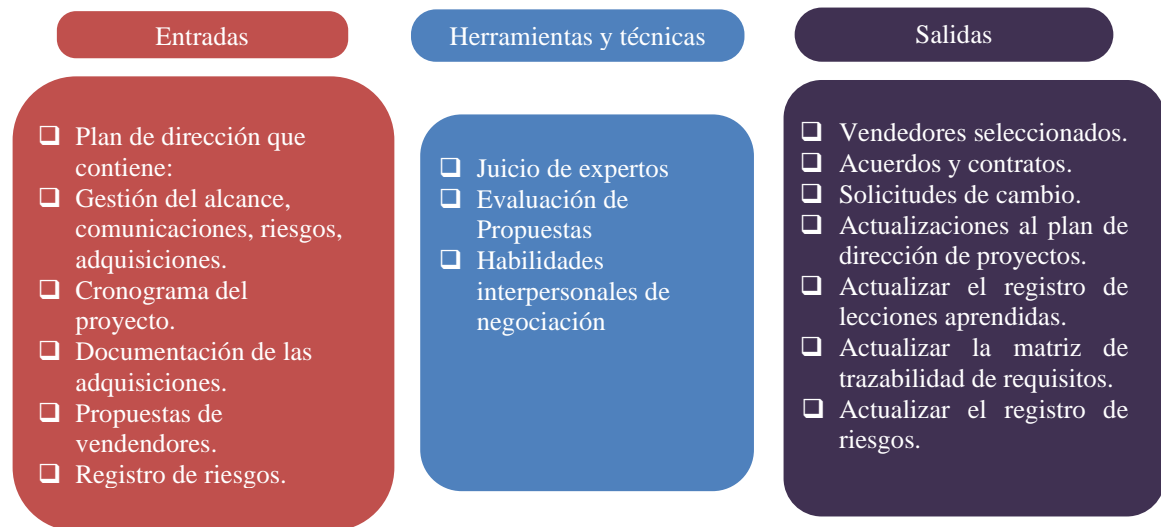 Entradas
❑ Plan de dirección que
contiene:
❑ Gestión del alcance,
comunicaciones, riesgos,
adquisiciones.
❑ Cronograma del
proyecto.
❑ Documentación de las
adquisiciones.
❑ Propuestas de
vendendores.
❑ Registro de riesgos.
Herramientas y técnicas
❑ Juicio de expertos
❑ Evaluación de
Propuestas
❑ Habilidades
interpersonales de
negociación
Salidas
❑ Vendedores seleccionados.
❑ Acuerdos y contratos.
❑ Solicitudes de cambio.
❑ Actualizaciones al plan de
dirección de proyectos.
❑ Actualizar el registro de
lecciones aprendidas.
❑ Actualizar la matriz de
trazabilidad de requisitos.
❑ Actualizar el registro de
riesgos.